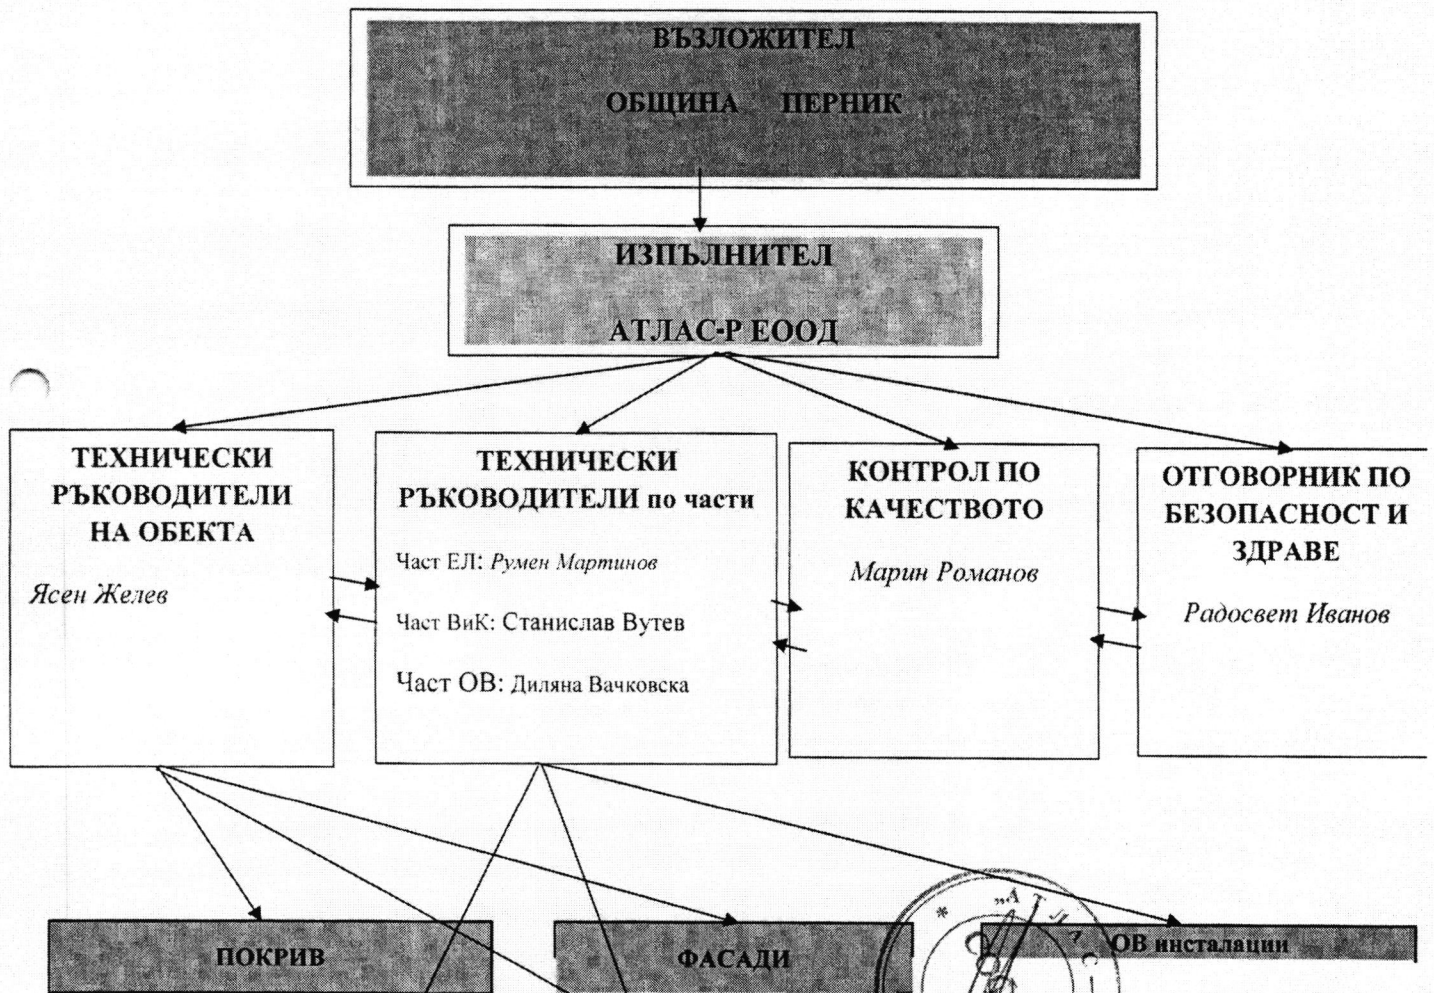 ВЪЗЛОЖИТЕЛ
ОБЩИНА ПЕРНИК
ИЗПЪЛНИТЕЛ
АТЛАС-Р ЕООД
ТЕХНИЧЕСКИ
РЪКОВОДИТЕЛИ
НА ОБЕКТА
Ясен Желев
ТЕХНИЧЕСКИ
РЪКОВОДИТЕЛИ по части
Част ЕЛ: Румен Мартинов
Част ВиК: Станислав Вутев
Част ОВ: Диляна Вачковска
КОНТРОЛ ПО
КАЧЕСТВОТО
Марин Романов
ОТГОВОРНИК ПО
БЕЗОПАСНОСТ И
ЗДРАВЕ
Радосвет Иванов
ПОКРИВ
ФАСАДИ
ОВ инсталации
* „АТЛАС –